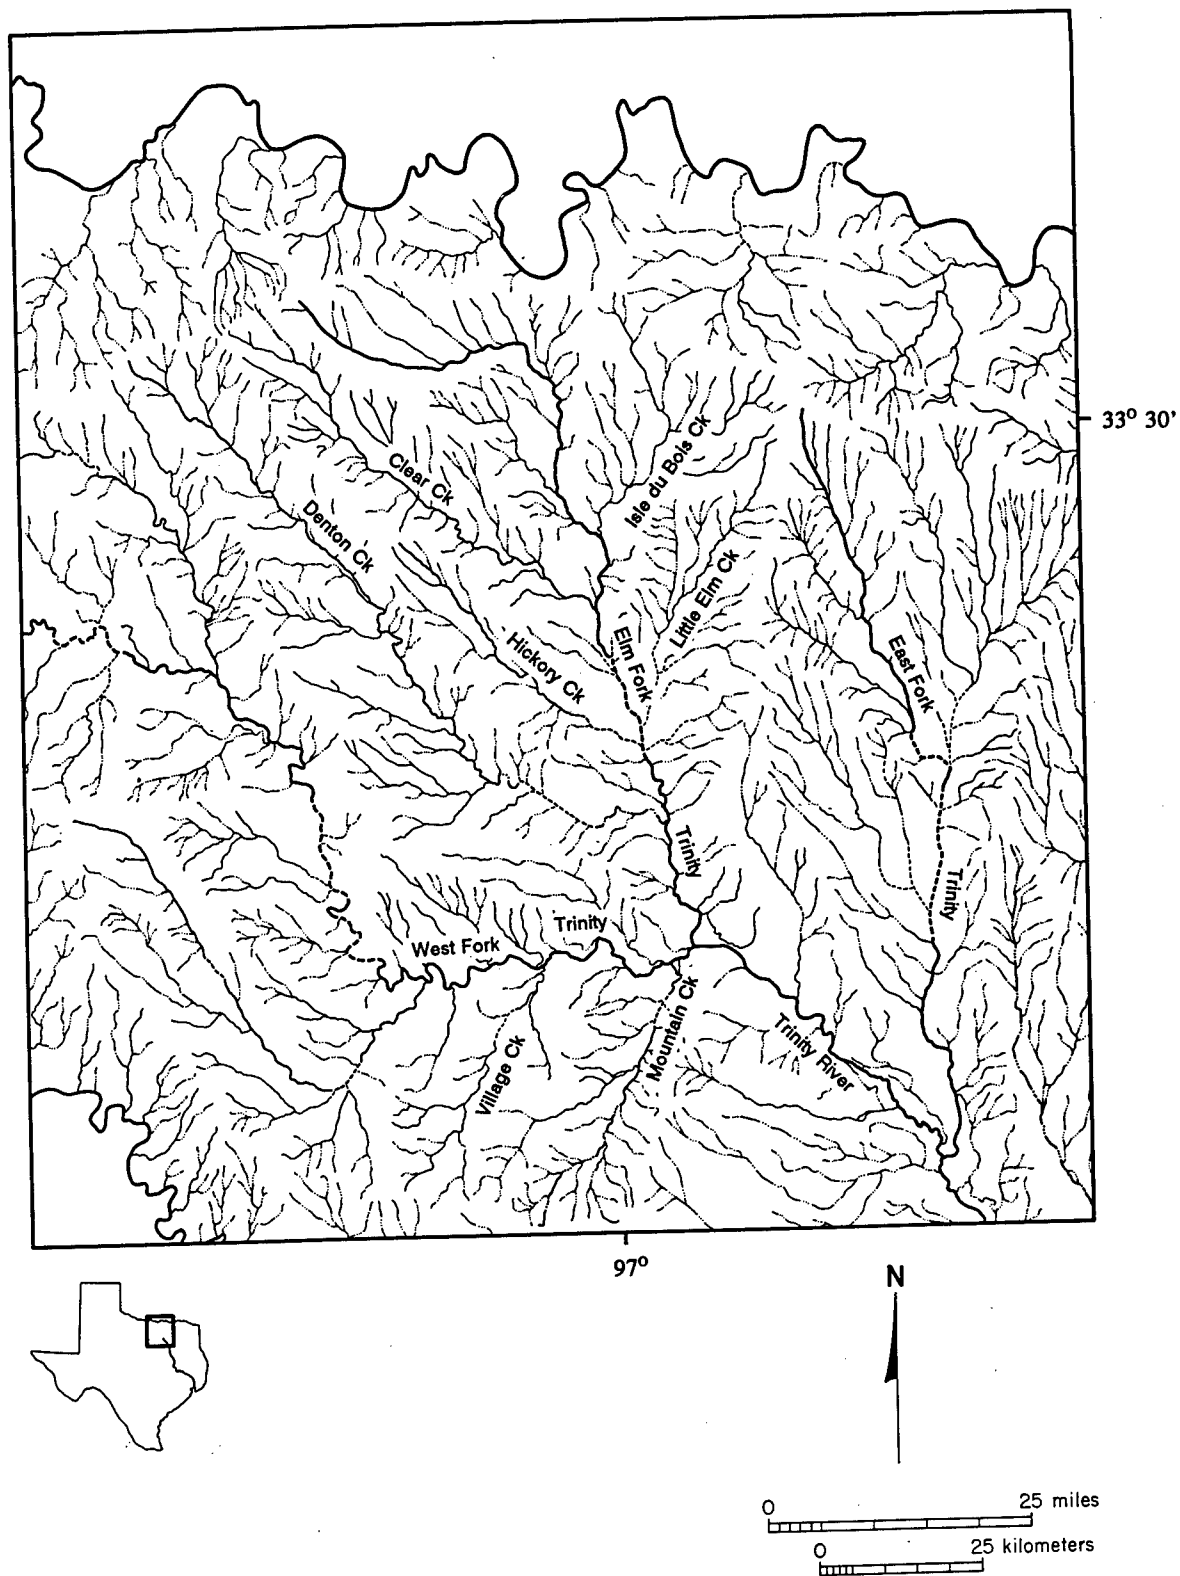 33° 30'
Isle du Bois Ck
Clear Ck
Denton Ck
Little Elm Ck
Hickory Ck
Elm Fork
East Fork
Trinity
Trinity
Trinity
West Fork
Mountain Ck
Trinity River
Village Ck
97°
N
0 25 miles
0 25 kilometers